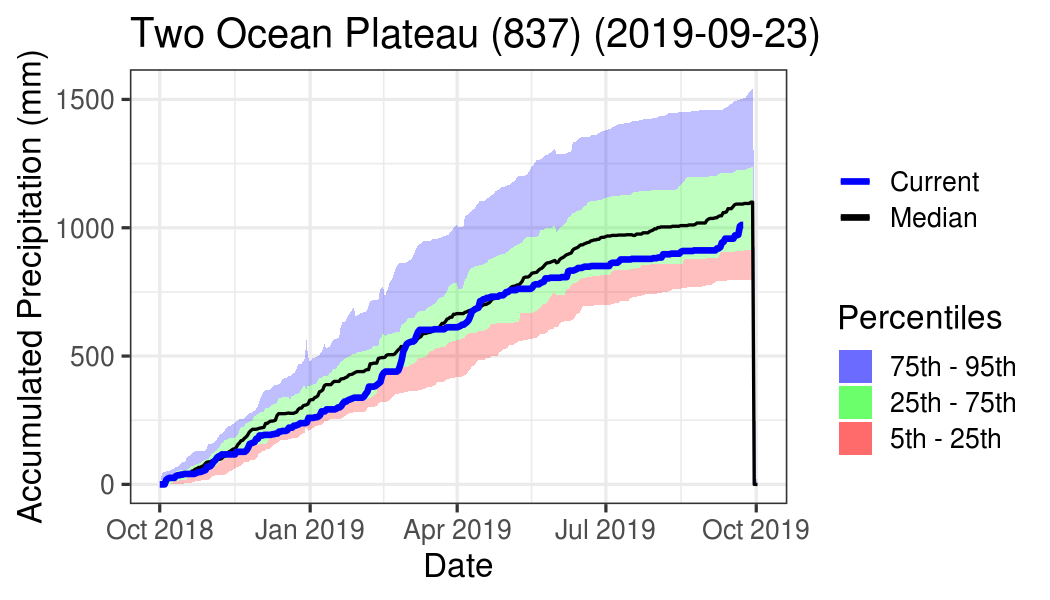 Two Ocean Plateau (837) (2019-09-23)
Accumulated Precipitation (mm)
1500
1000
500
0
Oct 2018
Jan 2019
Apr 2019
Jul 2019
Oct 2019
Date
Current
Median
Percentiles
75th - 95th
25th - 75th
5th - 25th